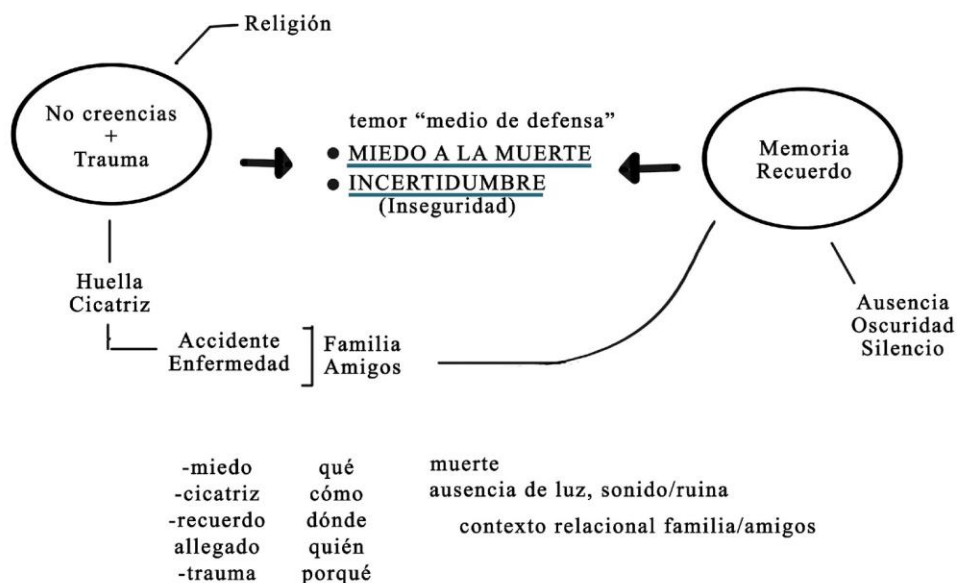 Religión
No creencias
+
Trauma
temor “medio de defensa”
• MIEDO A LA MUERTE
• INCERTIDUMBRE
(Inseguridad)
Memoria
Recuerdo
Huella
Cicatriz
Accidente
Enfermedad
Familia
Amigos
Ausencia
Oscuridad
Silencio
-miedo qué muerte
-cicatriz cómo ausencia de luz, sonido/ruina
-recuerdo dónde contexto relacional familia/amigos
allegado quién
-trauma porqué